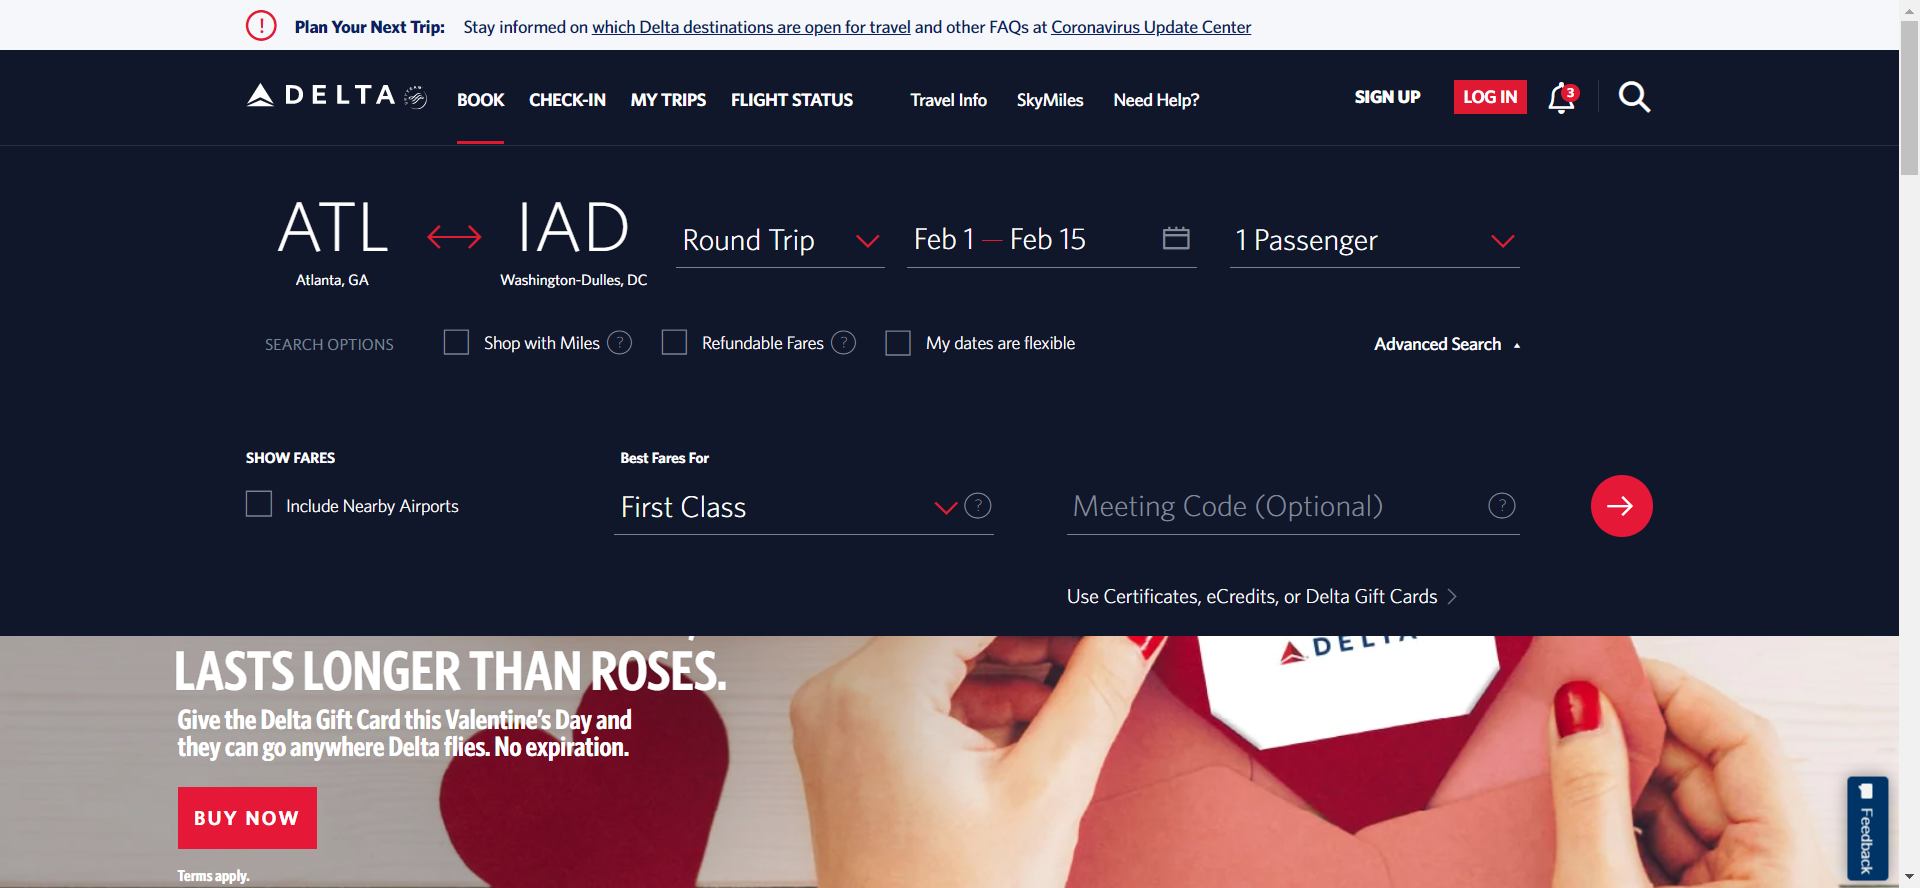 Plan Your Next Trip: Stay informed on which Delta destinations are open for travel and other FAQs at Coronavirus Update Center
DELTA BOOK CHECK-IN MY TRIPS FLIGHT STATUS Travel Info SkyMiles Need Help? SIGN UP LOG IN 3
ATL IAD Round Trip Feb 1 — Feb 15 1 Passenger
Atlanta, GA Washington-Dulles, DC
SEARCH OPTIONS Shop with Miles ? Refundable Fares ? My dates are flexible Advanced Search
SHOW FARES Best Fares For
Include Nearby Airports First Class ? Meeting Code (Optional) ?
Use Certificates, eCredits, or Delta Gift Cards
DELTA
LASTS LONGER THAN ROSES.
Give the Delta Gift Card this Valentine's Day and
they can go anywhere Delta flies. No expiration.
BUY NOW
Terms apply.
Feedback